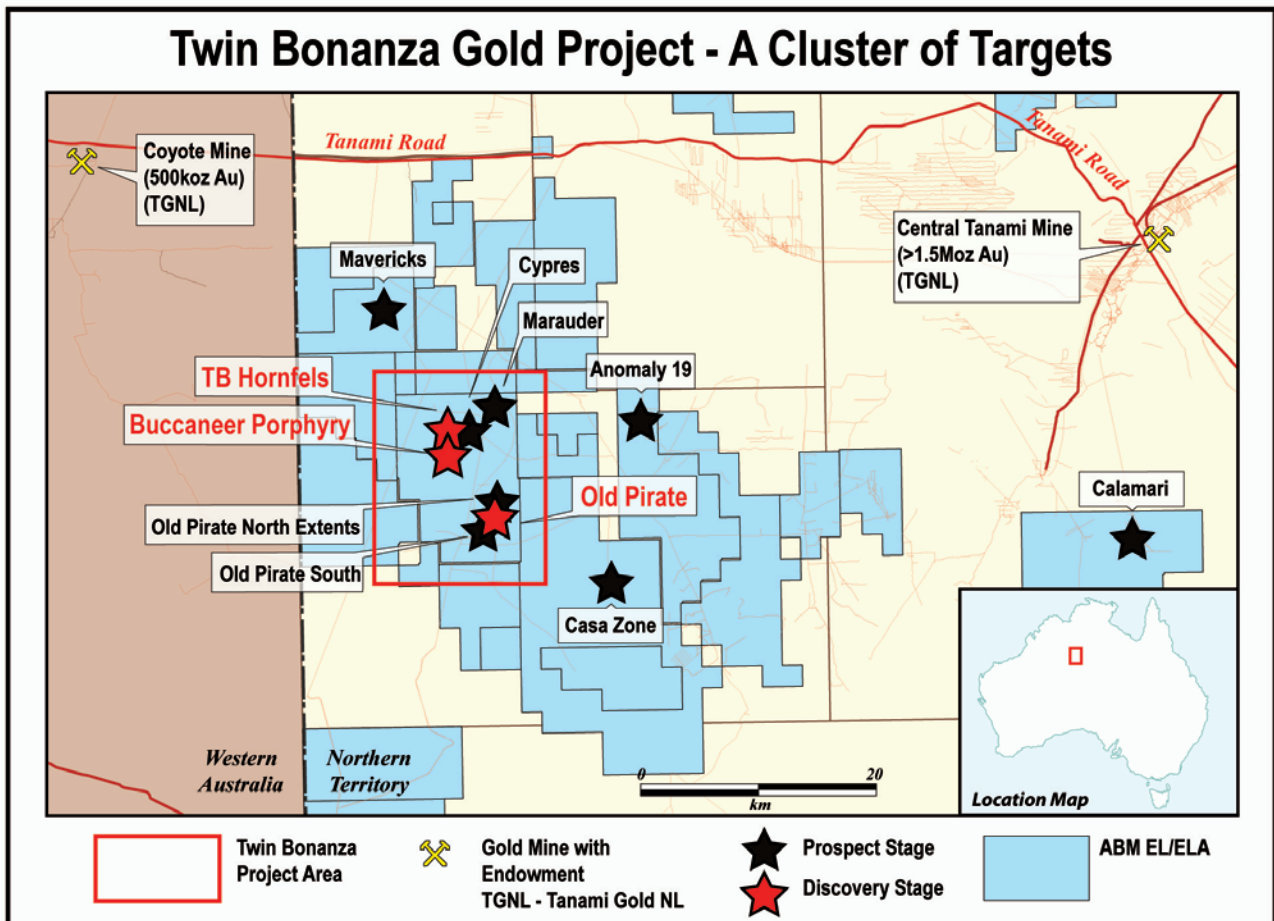 Twin Bonanza Gold Project - A Cluster of Targets
Tanami Road
Tanami Road
Coyote Mine
(500koz Au)
(TGNL)
Central Tanami Mine
(>1.5Moz Au)
(TGNL)
Mavericks
Cypres
Marauder
TB Hornfels
Anomaly 19
Buccaneer Porphyry
Old Pirate
Calamari
Old Pirate North Extents
Old Pirate South
Casa Zone
Western
Australia
Northern
Territory
0
20
km
Location Map
Twin Bonanza
Project Area
Gold Mine with
Endowment
TGNL - Tanami Gold NL
Prospect Stage
Discovery Stage
ABM EL/ELA